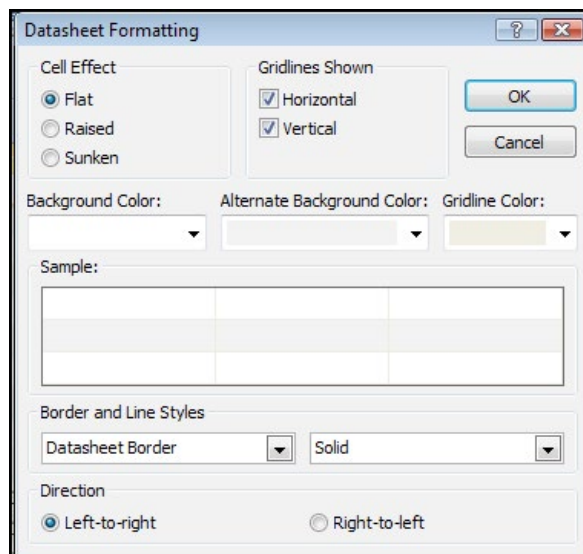 Datasheet Formatting
Cell Effect
Flat
Raised
Sunken
Gridlines Shown
Horizontal
Vertical
OK
Cancel
Background Color:
Alternate Background Color:
Gridline Color:
Sample:
Border and Line Styles
Datasheet Border
Solid
Direction
Left-to-right
Right-to-left